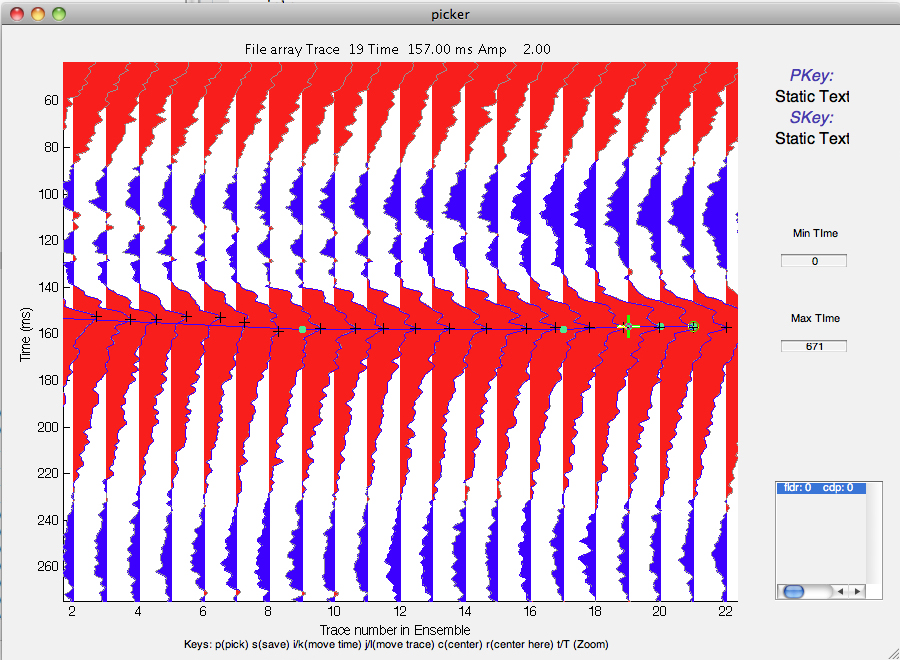 picker
File array Trace 19 Time 157.00 ms Amp 2.00
PKey:
Static Text
SKey:
Static Text
Min TIme
0
Max TIme
671
fldr: 0 cdp: 0
Time (ms)
60
80
100
120
140
160
180
200
220
240
260
2 4 6 8 10 12 14 16 18 20 22
Trace number in Ensemble
Keys: p(pick) s(save) i/k(move time) j/l(move trace) c(center) r(center here) t/T (Zoom)